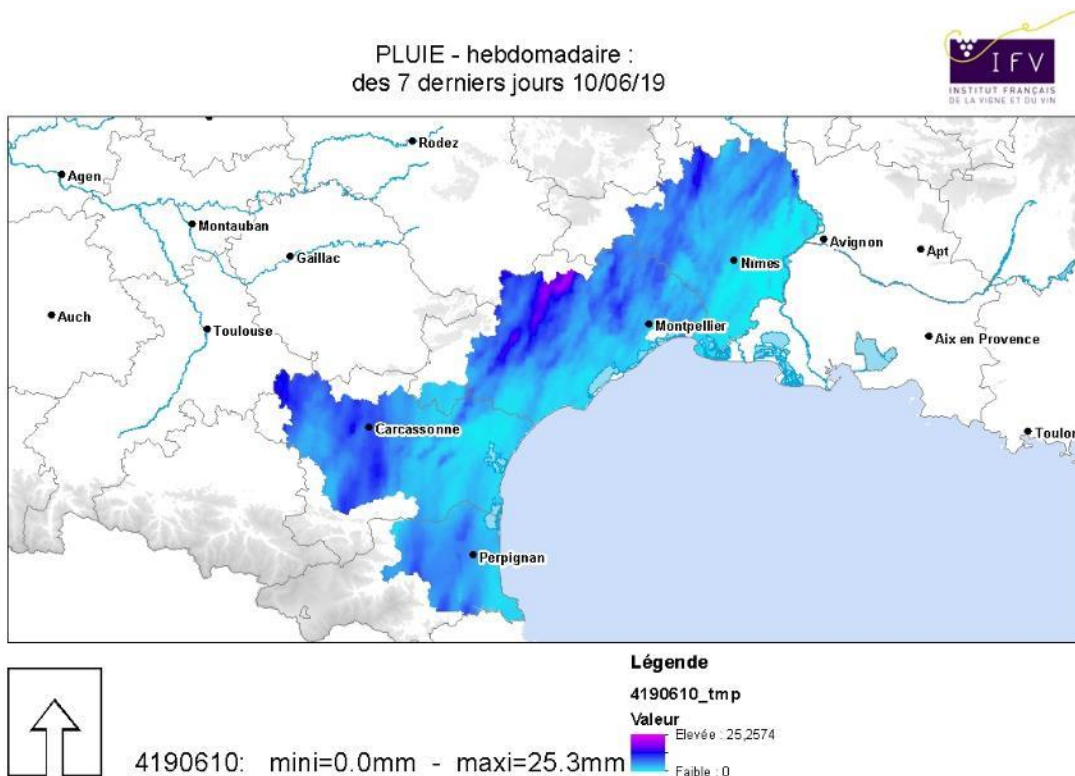 PLUIE - hebdomadaire :
des 7 derniers jours 10/06/19
IFV
INSTITUT FRANÇAIS
DE LA VIGNE ET DU VIN
Rodez
Agen
Montauban
Avignon
Apt
Gaillac
Nimes
Auch
Toulouse
Montpellier
Aix en Provence
Carcassonne
Toulon
Perpignan
Légende
4190610_tmp
Valeur
Elevée : 25,2574
Faible : 0
4190610: mini=0.0mm - maxi=25.3mm